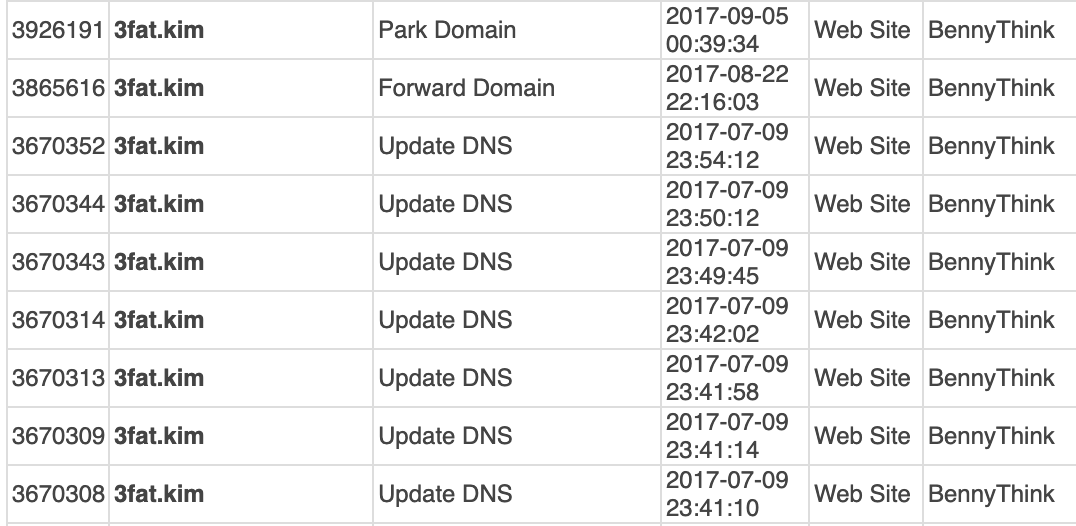 3926191 3fat.kim Park Domain 2017-09-05 00:39:34 Web Site BennyThink
3865616 3fat.kim Forward Domain 2017-08-22 22:16:03 Web Site BennyThink
3670352 3fat.kim Update DNS 2017-07-09 23:54:12 Web Site BennyThink
3670344 3fat.kim Update DNS 2017-07-09 23:50:12 Web Site BennyThink
3670343 3fat.kim Update DNS 2017-07-09 23:49:45 Web Site BennyThink
3670314 3fat.kim Update DNS 2017-07-09 23:42:02 Web Site BennyThink
3670313 3fat.kim Update DNS 2017-07-09 23:41:58 Web Site BennyThink
3670309 3fat.kim Update DNS 2017-07-09 23:41:14 Web Site BennyThink
3670308 3fat.kim Update DNS 2017-07-09 23:41:10 Web Site BennyThink